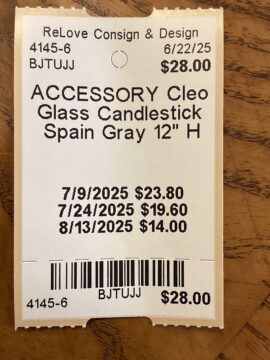 ReLove Consign & Design
4145-6 6/22/25
BJTUJJ $28.00
ACCESSORY Cleo
Glass Candlestick
Spain Gray 12" H
7/9/2025 $23.80
7/24/2025 $19.60
8/13/2025 $14.00
BJTUJJ
4145-6 $28.00